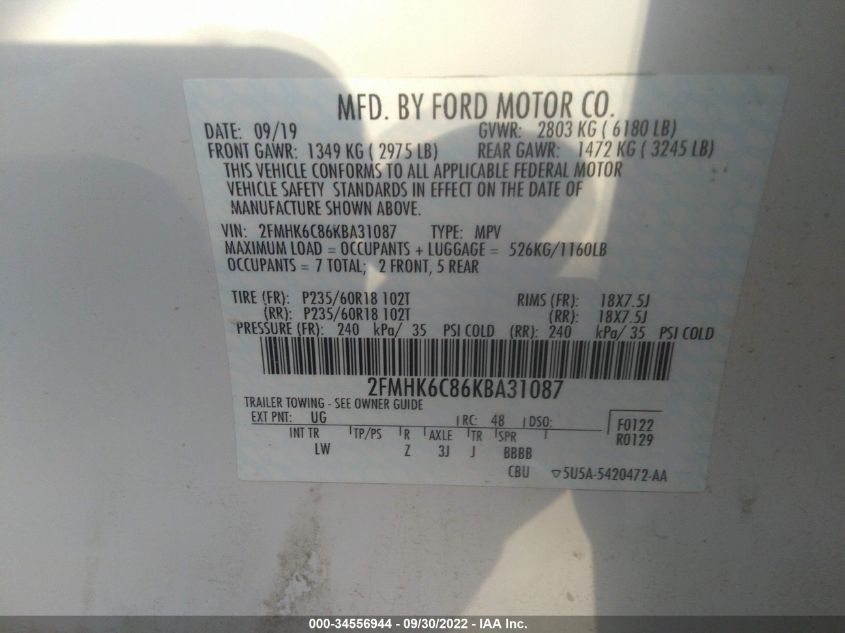 MFD. BY FORD MOTOR CO.
DATE: 09/19 GVWR: 2803 KG ( 6180 LB)
FRONT GAWR: 1349 KG ( 2975 LB) REAR GAWR: 1472 KG ( 3245 LB)
THIS VEHICLE CONFORMS TO ALL APPLICABLE FEDERAL MOTOR
VEHICLE SAFETY STANDARDS IN EFFECT ON THE DATE OF
MANUFACTURE SHOWN ABOVE.
VIN: 2FMHK6C86KBA31087 TYPE: MPV
MAXIMUM LOAD = OCCUPANTS + LUGGAGE = 526KG/1160LB
OCCUPANTS = 7 TOTAL; 2 FRONT, 5 REAR
TIRE (FR): P235/60R18 102T RIMS (FR): 18X7.5J
(RR): P235/60R18 102T (RR): 18X7.5J
PRESSURE (FR): 240 kPa/ 35 PSI COLD (RR): 240 kPa/ 35 PSI COLD
2FMHK6C86KBA31087
TRAILER TOWING - SEE OWNER GUIDE
EXT PNT: UG RC: 48 DSO: F0122
INT TR TP/PS R AXLE TR SPR R0129
LW Z 3J J BBBB
CBU ▽5U5A-5420472-AA
000-34556944 - 09/30/2022 - IAA Inc.